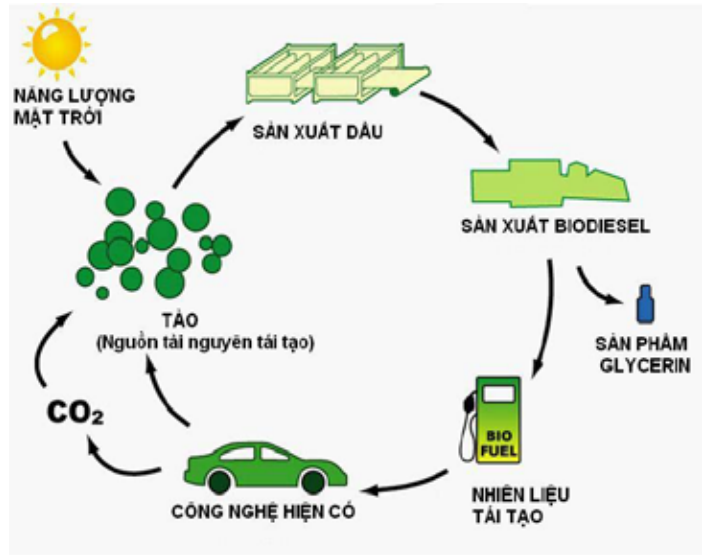 NĂNG LƯỢNG
MẶT TRỜI
SẢN XUẤT DẦU
SẢN XUẤT BIODIESEL
TẢO
(Nguồn tài nguyên tái tạo)
SẢN PHẨM
GLYCERIN
CO₂
BIO
FUEL
NHIÊN LIỆU
TÁI TẠO
CÔNG NGHỆ HIỆN CÓ